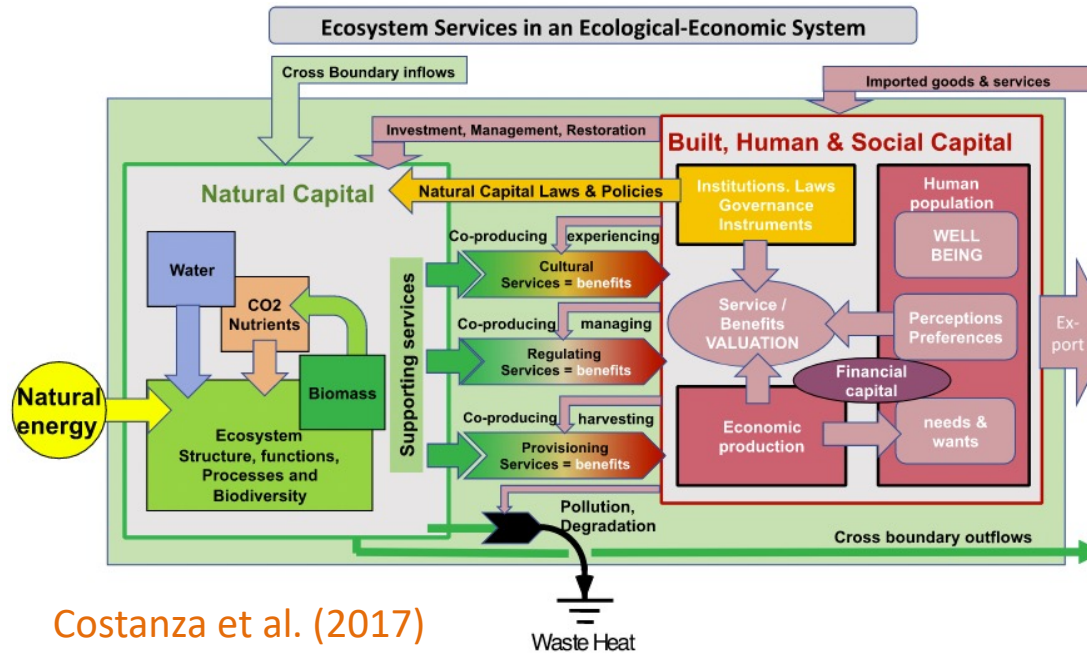 Ecosystem Services in an Ecological-Economic System
Cross Boundary inflows
Imported goods & services
Investment, Management, Restoration
Built, Human & Social Capital
Natural Capital
Natural Capital Laws & Policies
Institutions. Laws
Governance
Instruments
Human
population
WELL
BEING
Water
CO2
Nutrients
Biomass
Natural
energy
Ecosystem
Structure, functions,
Processes and
Biodiversity
Supporting services
Co-producing experiencing
Cultural
Services = benefits
Co-producing managing
Regulating
Services = benefits
Co-producing harvesting
Provisioning
Services = benefits
Service /
Benefits
VALUATION
Perceptions
Preferences
Financial
capital
Economic
production
needs &
wants
Ex-
port
Pollution,
Degradation
Cross boundary outflows
Waste Heat
Costanza et al. (2017)